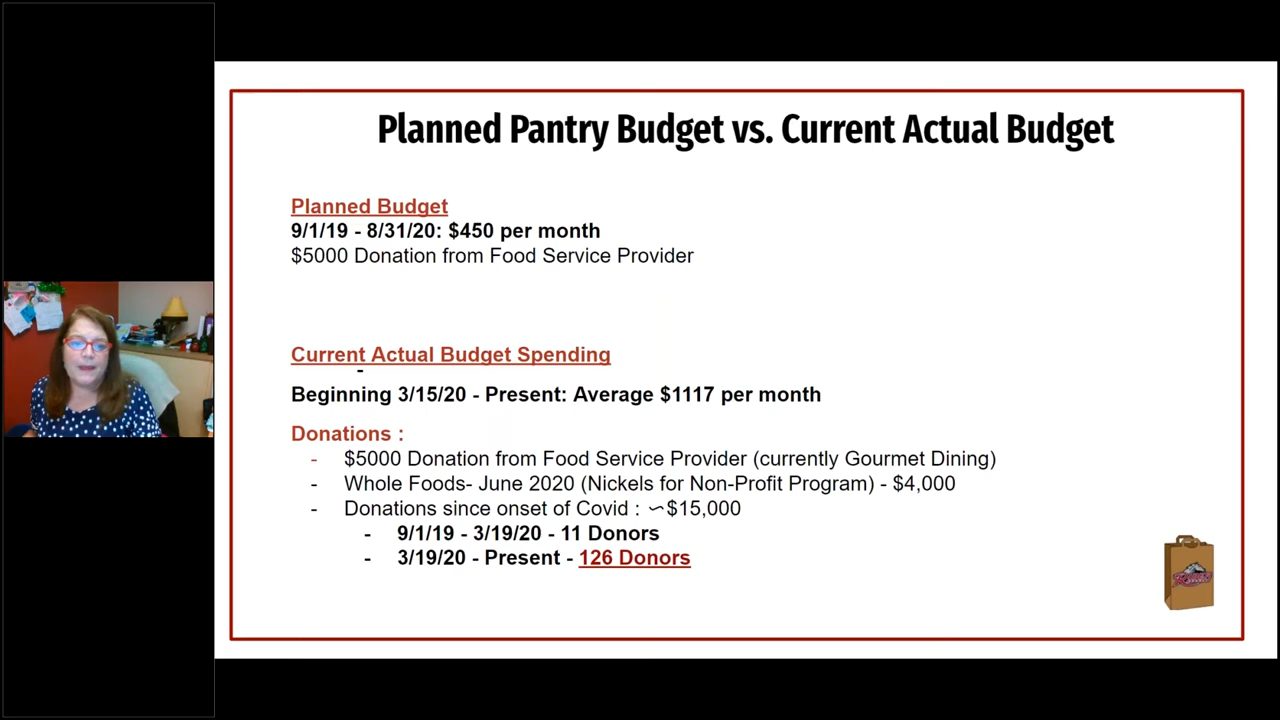 Planned Pantry Budget vs. Current Actual Budget
Planned Budget
9/1/19 - 8/31/20: $450 per month
$5000 Donation from Food Service Provider
Current Actual Budget Spending
-
Beginning 3/15/20 - Present: Average $1117 per month
Donations :
- $5000 Donation from Food Service Provider (currently Gourmet Dining)
- Whole Foods- June 2020 (Nickels for Non-Profit Program) - $4,000
- Donations since onset of Covid : ~$15,000
- 9/1/19 - 3/19/20 - 11 Donors
- 3/19/20 - Present - 126 Donors